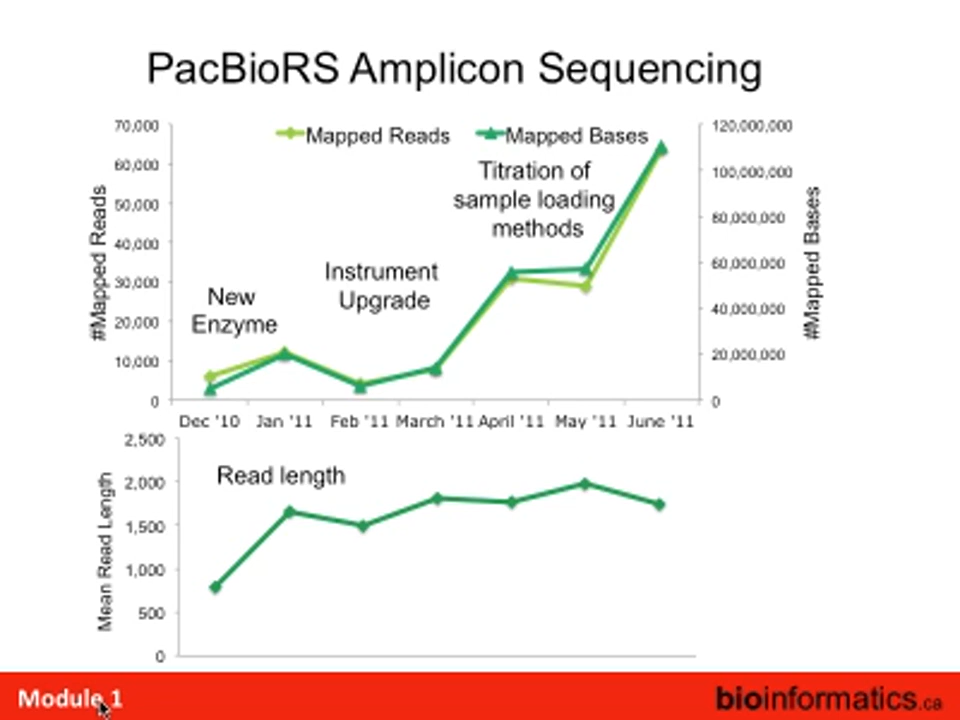 PacBioRS Amplicon Sequencing
70,000
60,000
50,000
40,000
30,000
20,000
10,000
0
#Mapped Reads
Mapped Reads
Mapped Bases
Titration of
sample loading
methods
Instrument
Upgrade
New
Enzyme
120,000,000
100,000,000
80,000,000
60,000,000
40,000,000
20,000,000
0
#Mapped Bases
Dec '10 Jan '11 Feb '11 March '11 April '11 May '11 June '11
2,500
2,000
1,500
1,000
500
0
Mean Read Length
Read length
Module 1
bioinformatics.ca